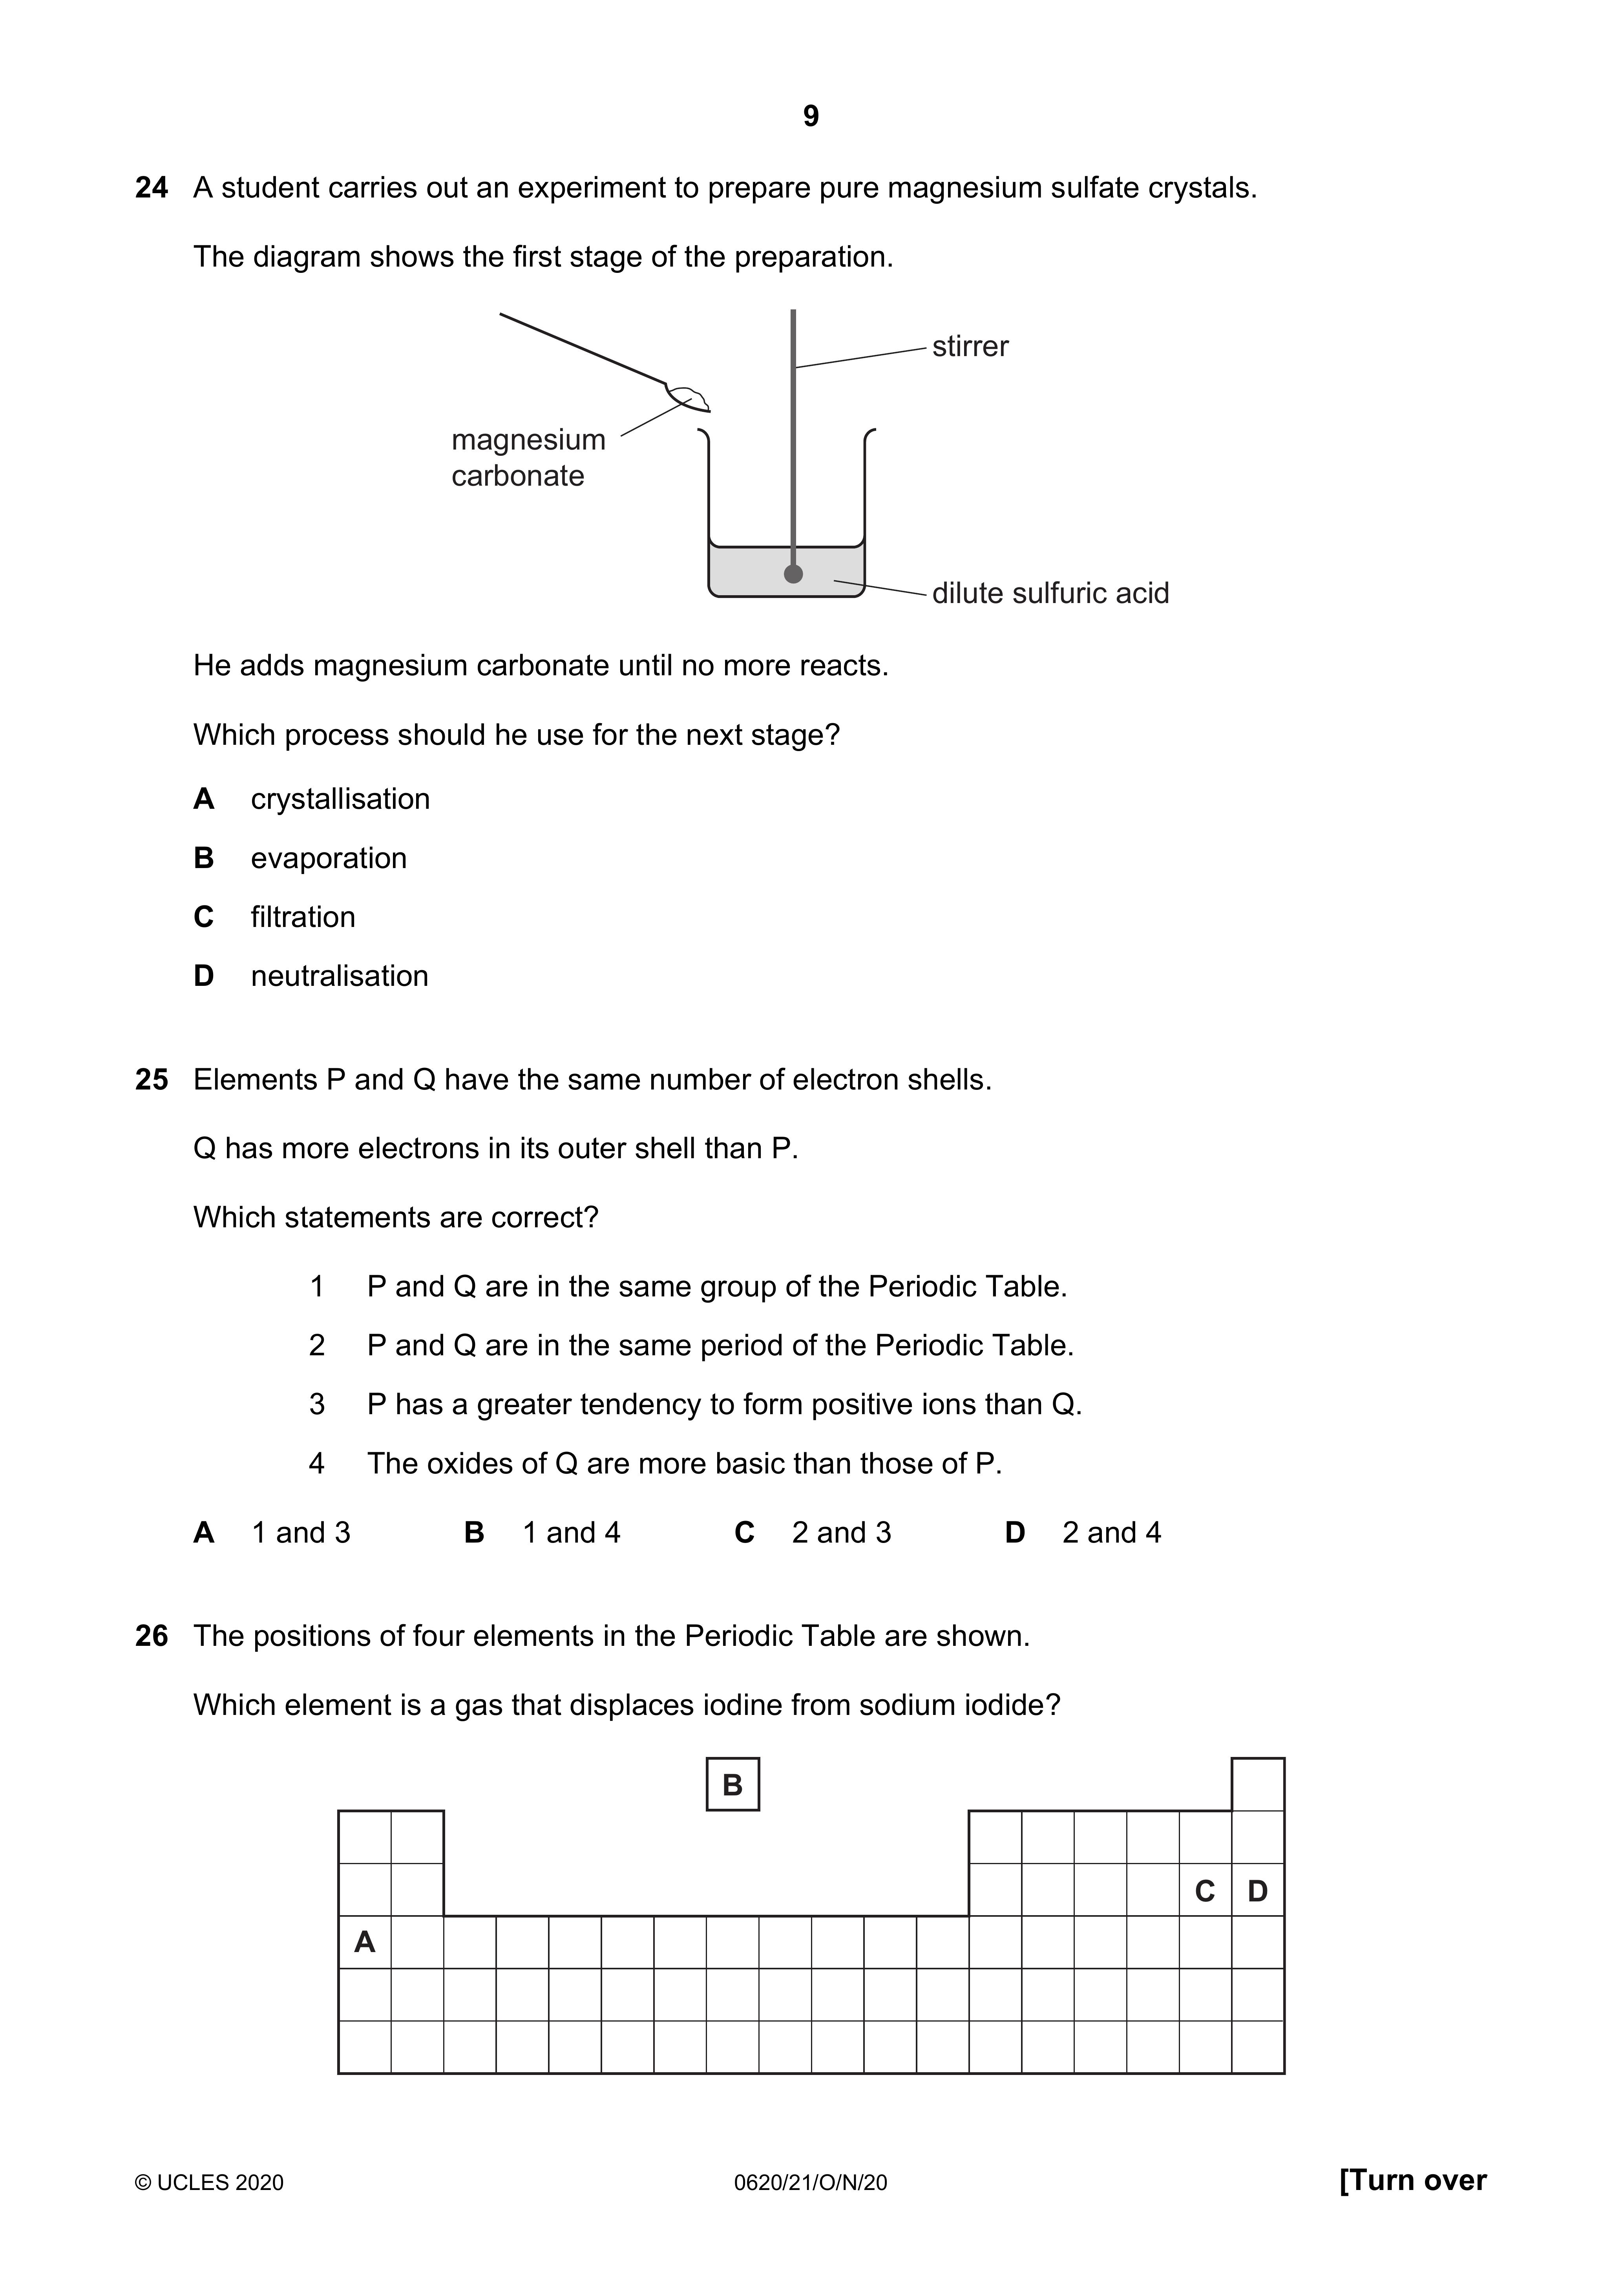 9
24 A student carries out an experiment to prepare pure magnesium sulfate crystals.
The diagram shows the first stage of the preparation.
stirrer
magnesium
carbonate
dilute sulfuric acid
He adds magnesium carbonate until no more reacts.
Which process should he use for the next stage?
A crystallisation
B evaporation
C filtration
D neutralisation
25 Elements P and Q have the same number of electron shells.
Q has more electrons in its outer shell than P.
Which statements are correct?
1 P and Q are in the same group of the Periodic Table.
2 P and Q are in the same period of the Periodic Table.
3 P has a greater tendency to form positive ions than Q.
4 The oxides of Q are more basic than those of P.
A 1 and 3 B 1 and 4 C 2 and 3 D 2 and 4
26 The positions of four elements in the Periodic Table are shown.
Which element is a gas that displaces iodine from sodium iodide?
B
C D
A
© UCLES 2020 0620/21/O/N/20 [Turn over